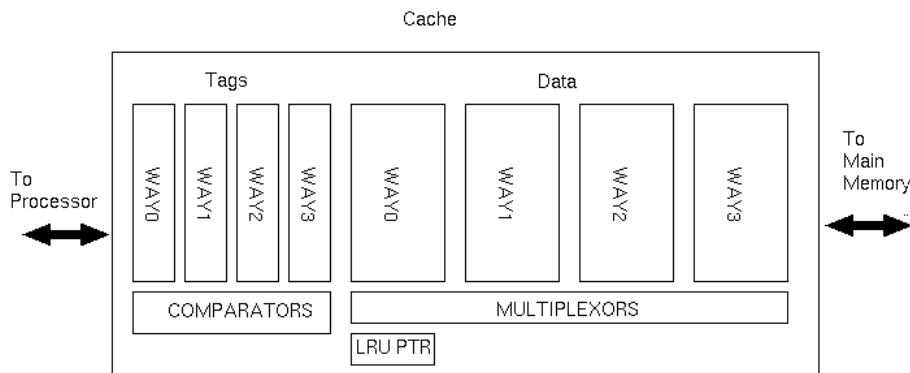 Cache
Tags
Data
WAY0
WAY1
WAY2
WAY3
WAY0
WAY1
WAY2
WAY3
To
Processor
To
Main
Memory
COMPARATORS
MULTIPLEXORS
LRU PTR